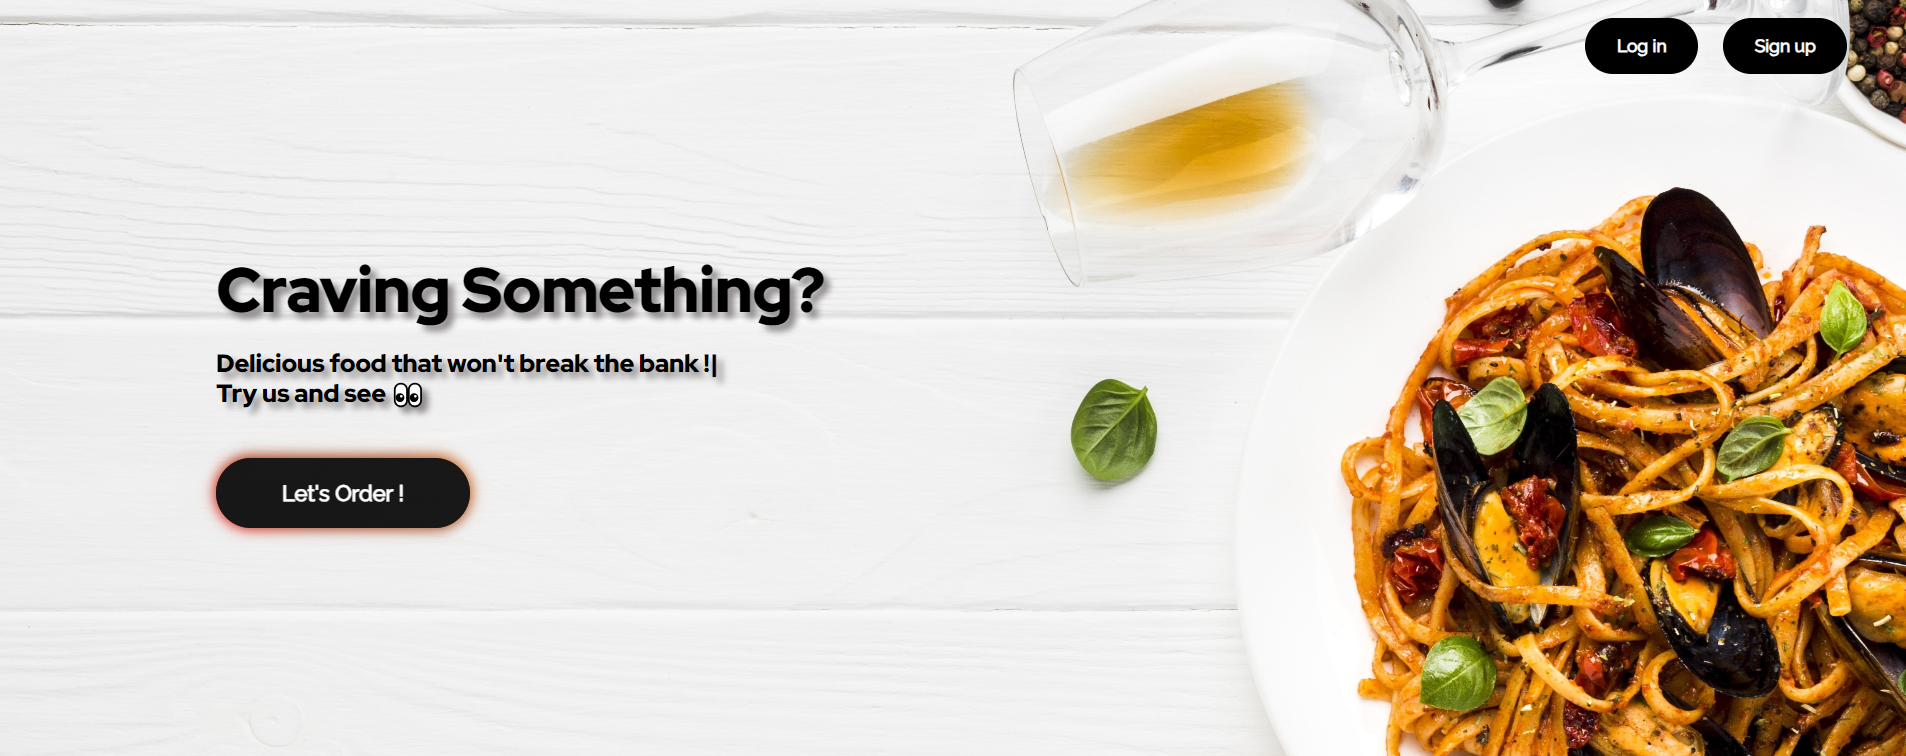 Log in
Sign up
Craving Something?
Delicious food that won't break the bank !|
Try us and see 👀
Let's Order !